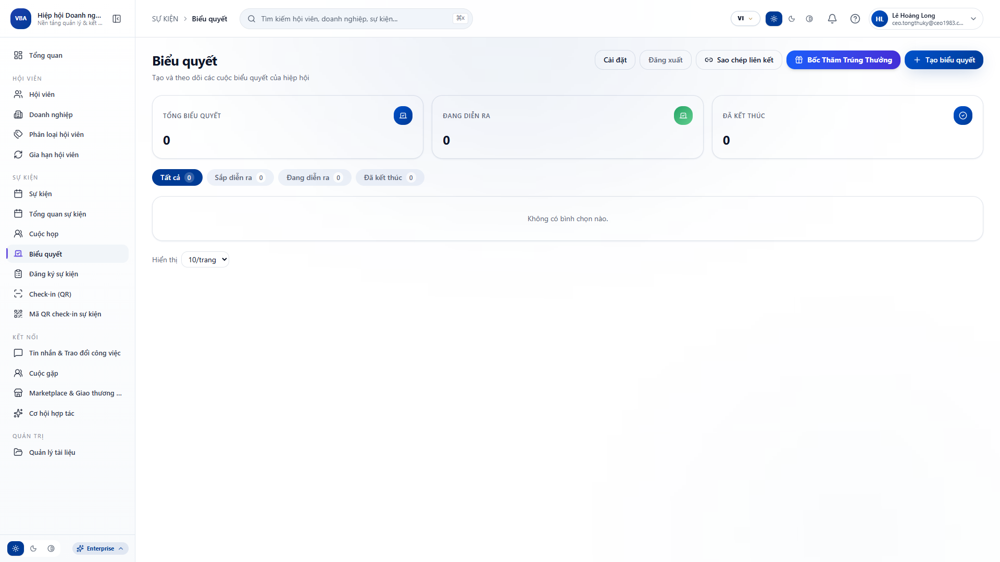 VBA
Hiệp hội Doanh ng...
Nền tảng quản lý & kết ...
SỰ KIỆN > Biểu quyết
Tìm kiếm hội viên, doanh nghiệp, sự kiện...
⌘K
VI
HL
Lê Hoàng Long
ceo.tongthuky@ceo1983.c...
Tổng quan
HỘI VIÊN
Hội viên
Doanh nghiệp
Phân loại hội viên
Gia hạn hội viên
SỰ KIỆN
Sự kiện
Tổng quan sự kiện
Cuộc họp
Biểu quyết
Đăng ký sự kiện
Check-in (QR)
Mã QR check-in sự kiện
KẾT NỐI
Tin nhắn & Trao đổi công việc
Cuộc gặp
Marketplace & Giao thương ...
Cơ hội hợp tác
QUẢN TRỊ
Quản lý tài liệu
Enterprise
Biểu quyết
Tạo và theo dõi các cuộc biểu quyết của hiệp hội
Cài đặt
Đăng xuất
Sao chép liên kết
Bốc Thăm Trúng Thưởng
Tạo biểu quyết
TỔNG BIỂU QUYẾT
0
ĐANG DIỄN RA
0
ĐÃ KẾT THÚC
0
Tất cả 0
Sắp diễn ra 0
Đang diễn ra 0
Đã kết thúc 0
Không có bình chọn nào.
Hiển thị 10/trang